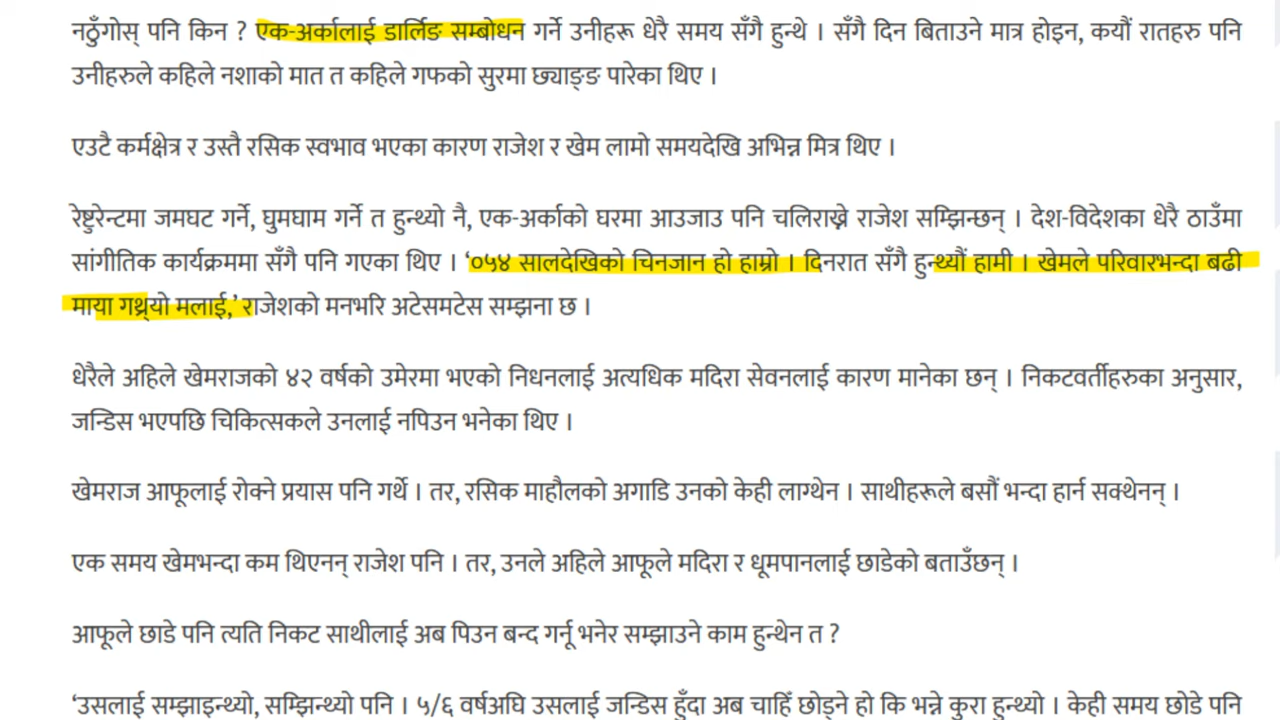 नठुँगोस् पनि किन ? एक-अर्कालाई डार्लिङ सम्बोधन गर्ने उनीहरू धेरै समय सँगै हुन्थे । सँगै दिन बिताउने मात्र होइन, कयौं रातहरु पनि
उनीहरुले कहिले नशाको मात त कहिले गफको सुरमा छ्याङ्ङ पारेका थिए ।
एउटै कर्मक्षेत्र र उस्तै रसिक स्वभाव भएका कारण राजेश र खेम लामो समयदेखि अभिन्न मित्र थिए ।
रेष्टुरेन्टमा जमघट गर्ने, घुमघाम गर्ने त हुन्थ्यो नै, एक-अर्काको घरमा आउजाउ पनि चलिराख्ने राजेश सम्झिन्छन् । देश-विदेशका धेरै ठाउँमा
सांगीतिक कार्यक्रममा सँगै पनि गएका थिए । ‘०५४ सालदेखिको चिनजान हो हाम्रो । दिनरात सँगै हुन्थ्यौं हामी । खेमले परिवारभन्दा बढी
माया गथ्र्यो मलाई,’ राजेशको मनभरि अटेसमटेस सम्झना छ ।
धेरैले अहिले खेमराजको ४२ वर्षको उमेरमा भएको निधनलाई अत्यधिक मदिरा सेवनलाई कारण मानेका छन् । निकटवर्तीहरुका अनुसार,
जन्डिस भएपछि चिकित्सकले उनलाई नपिउन भनेका थिए ।
खेमराज आफूलाई रोक्ने प्रयास पनि गर्थे । तर, रसिक माहौलको अगाडि उनको केही लाग्थेन । साथीहरूले बसौं भन्दा हार्न सक्थेनन् ।
एक समय खेमभन्दा कम थिएनन् राजेश पनि । तर, उनले अहिले आफूले मदिरा र धूमपानलाई छाडेको बताउँछन् ।
आफूले छाडे पनि त्यति निकट साथीलाई अब पिउन बन्द गर्नू भनेर सम्झाउने काम हुन्थेन त ?
‘उसलाई सम्झाइन्थ्यो, सम्झिन्थ्यो पनि । ५/६ वर्षअघि उसलाई जन्डिस हुँदा अब चाहिँ छोड्ने हो कि भन्ने कुरा हुन्थ्यो । केही समय छोडे पनि